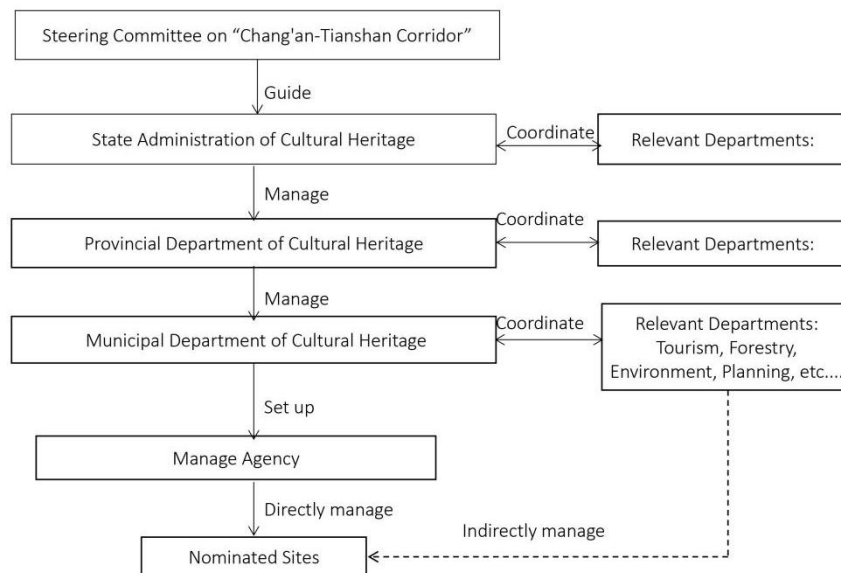 Steering Committee on “Chang'an-Tianshan Corridor”
Guide
State Administration of Cultural Heritage
Coordinate
Relevant Departments:
Manage
Provincial Department of Cultural Heritage
Coordinate
Relevant Departments:
Manage
Municipal Department of Cultural Heritage
Coordinate
Relevant Departments:
Tourism, Forestry,
Environment, Planning, etc....
Set up
Manage Agency
Directly manage
Indirectly manage
Nominated Sites